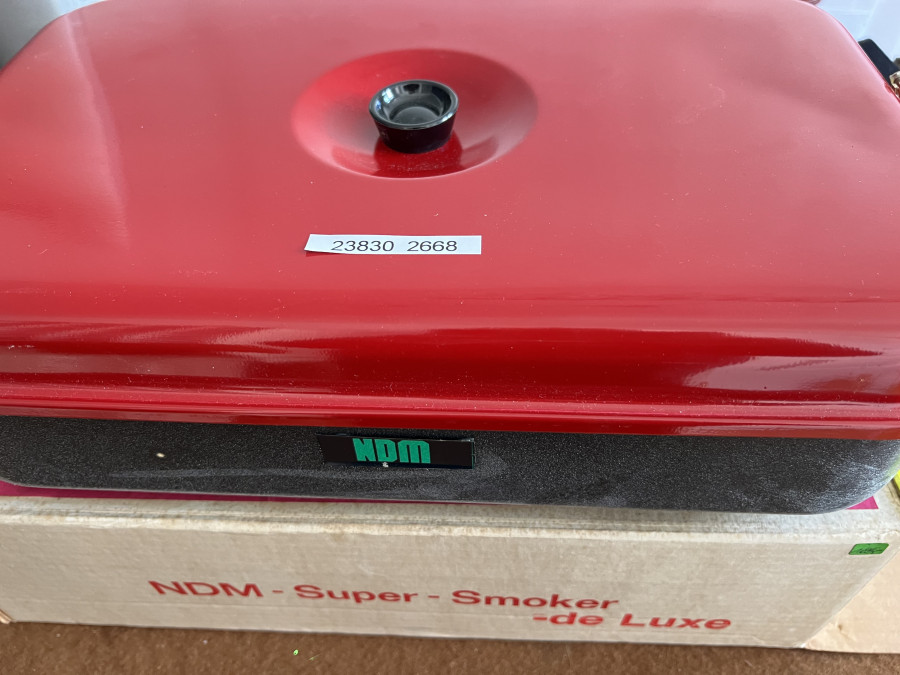 23830 2668
NDM
NDM - Super - Smoker
-de Luxe